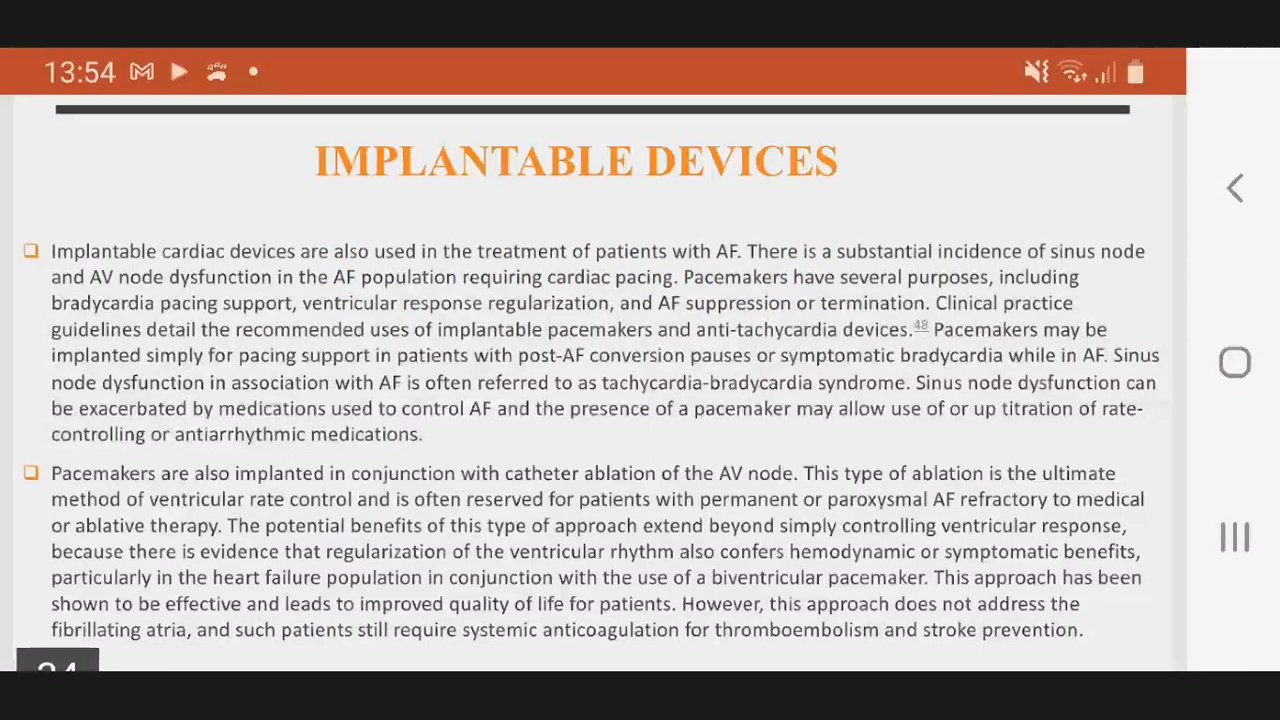 13:54
IMPLANTABLE DEVICES
Implantable cardiac devices are also used in the treatment of patients with AF. There is a substantial incidence of sinus node
and AV node dysfunction in the AF population requiring cardiac pacing. Pacemakers have several purposes, including
bradycardia pacing support, ventricular response regularization, and AF suppression or termination. Clinical practice
guidelines detail the recommended uses of implantable pacemakers and anti-tachycardia devices.48 Pacemakers may be
implanted simply for pacing support in patients with post-AF conversion pauses or symptomatic bradycardia while in AF. Sinus
node dysfunction in association with AF is often referred to as tachycardia-bradycardia syndrome. Sinus node dysfunction can
be exacerbated by medications used to control AF and the presence of a pacemaker may allow use of or up titration of rate-
controlling or antiarrhythmic medications.
Pacemakers are also implanted in conjunction with catheter ablation of the AV node. This type of ablation is the ultimate
method of ventricular rate control and is often reserved for patients with permanent or paroxysmal AF refractory to medical
or ablative therapy. The potential benefits of this type of approach extend beyond simply controlling ventricular response,
because there is evidence that regularization of the ventricular rhythm also confers hemodynamic or symptomatic benefits,
particularly in the heart failure population in conjunction with the use of a biventricular pacemaker. This approach has been
shown to be effective and leads to improved quality of life for patients. However, this approach does not address the
fibrillating atria, and such patients still require systemic anticoagulation for thromboembolism and stroke prevention.